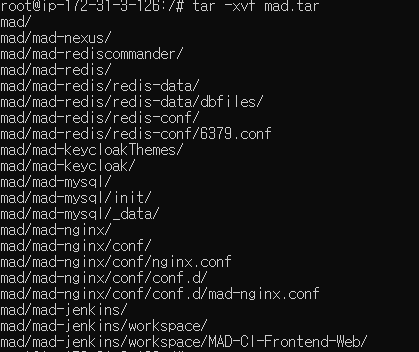 root@ip-172-31-3-126:/# tar -xvf mad.tar
mad/
mad/mad-nexus/
mad/mad-rediscommander/
mad/mad-redis/
mad/mad-redis/redis-data/
mad/mad-redis/redis-data/dbfiles/
mad/mad-redis/redis-conf/
mad/mad-redis/redis-conf/6379.conf
mad/mad-keycloakThemes/
mad/mad-keycloak/
mad/mad-mysql/
mad/mad-mysql/init/
mad/mad-mysql/_data/
mad/mad-nginx/
mad/mad-nginx/conf/
mad/mad-nginx/conf/nginx.conf
mad/mad-nginx/conf/conf.d/
mad/mad-nginx/conf/conf.d/mad-nginx.conf
mad/mad-jenkins/
mad/mad-jenkins/workspace/
mad/mad-jenkins/workspace/MAD-CI-Frontend-Web/